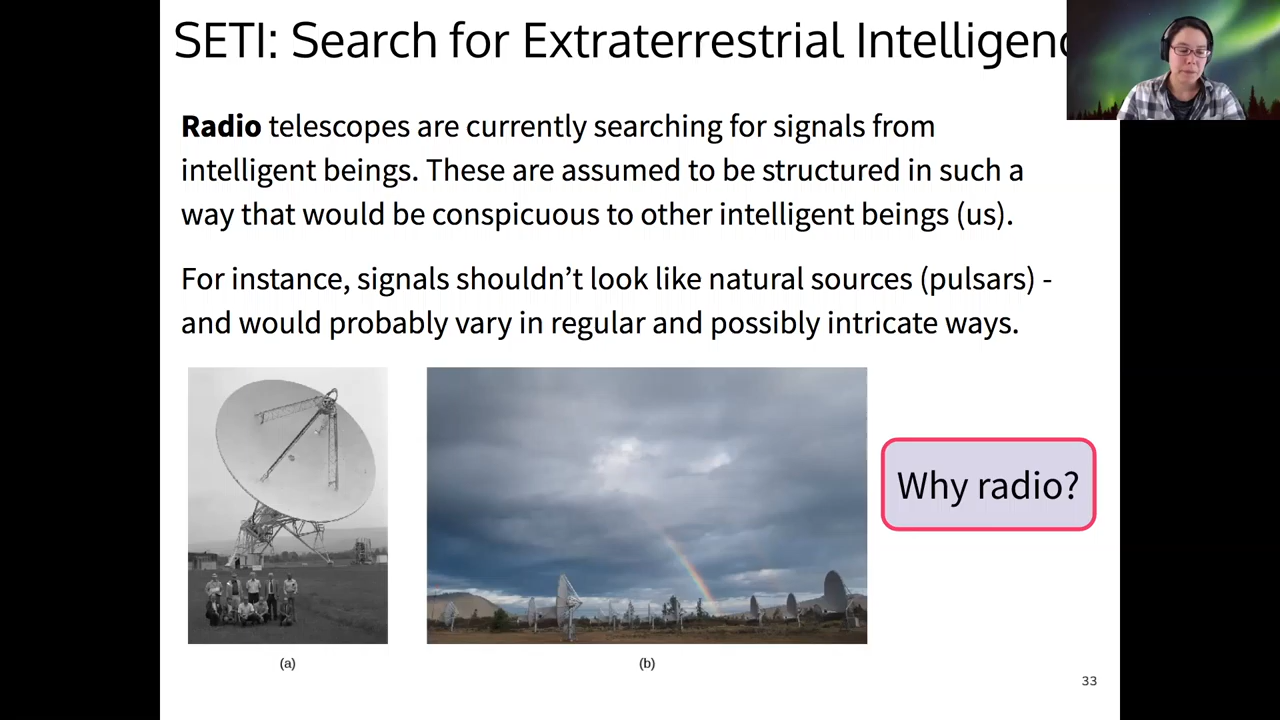 SETI: Search for Extraterrestrial Intelligenc
Radio telescopes are currently searching for signals from
intelligent beings. These are assumed to be structured in such a
way that would be conspicuous to other intelligent beings (us).
For instance, signals shouldn’t look like natural sources (pulsars) -
and would probably vary in regular and possibly intricate ways.
Why radio?
(a)
(b)
33